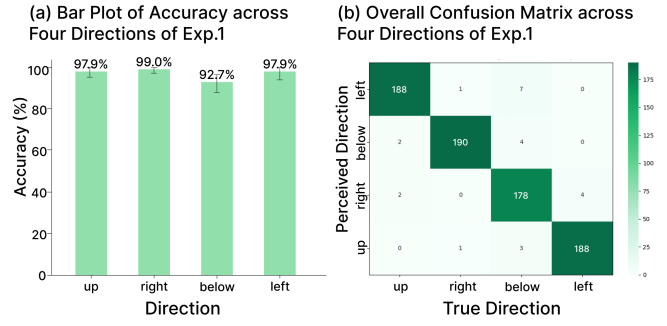 (a) Bar Plot of Accuracy across
Four Directions of Exp.1
97.9%
99.0%
92.7%
97.9%
100
80
60
40
20
0
Accuracy (%)
up right below left
Direction
(b) Overall Confusion Matrix across
Four Directions of Exp.1
Perceived Direction
left 188 1 7 0
below 2 190 4 0
right 2 0 178 4
up 0 1 3 188
up right below left
True Direction
175
150
125
100
75
50
25
0